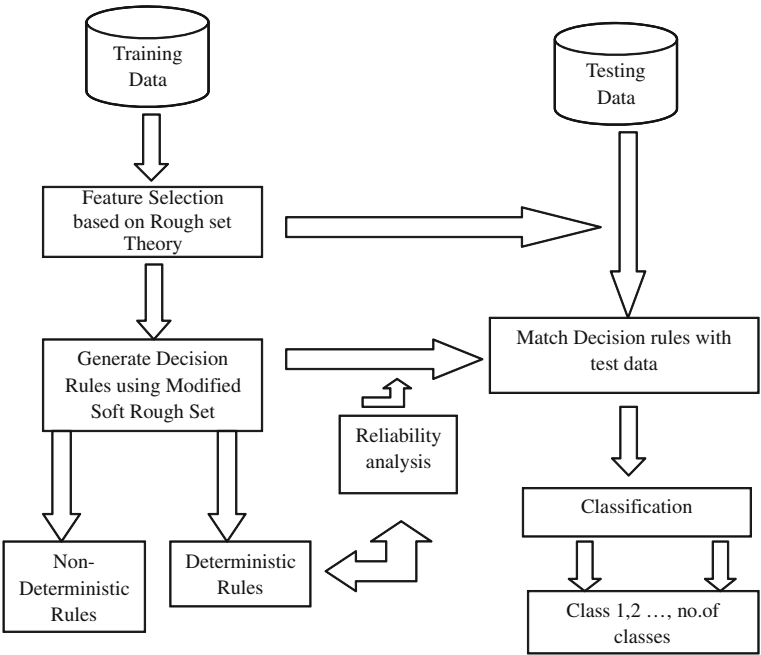 Training
Data
Testing
Data
Feature Selection
based on Rough set
Theory
Generate Decision
Rules using Modified
Soft Rough Set
Match Decision rules with
test data
Reliability
analysis
Classification
Non-
Deterministic
Rules
Deterministic
Rules
Class 1,2 ..., no.of
classes